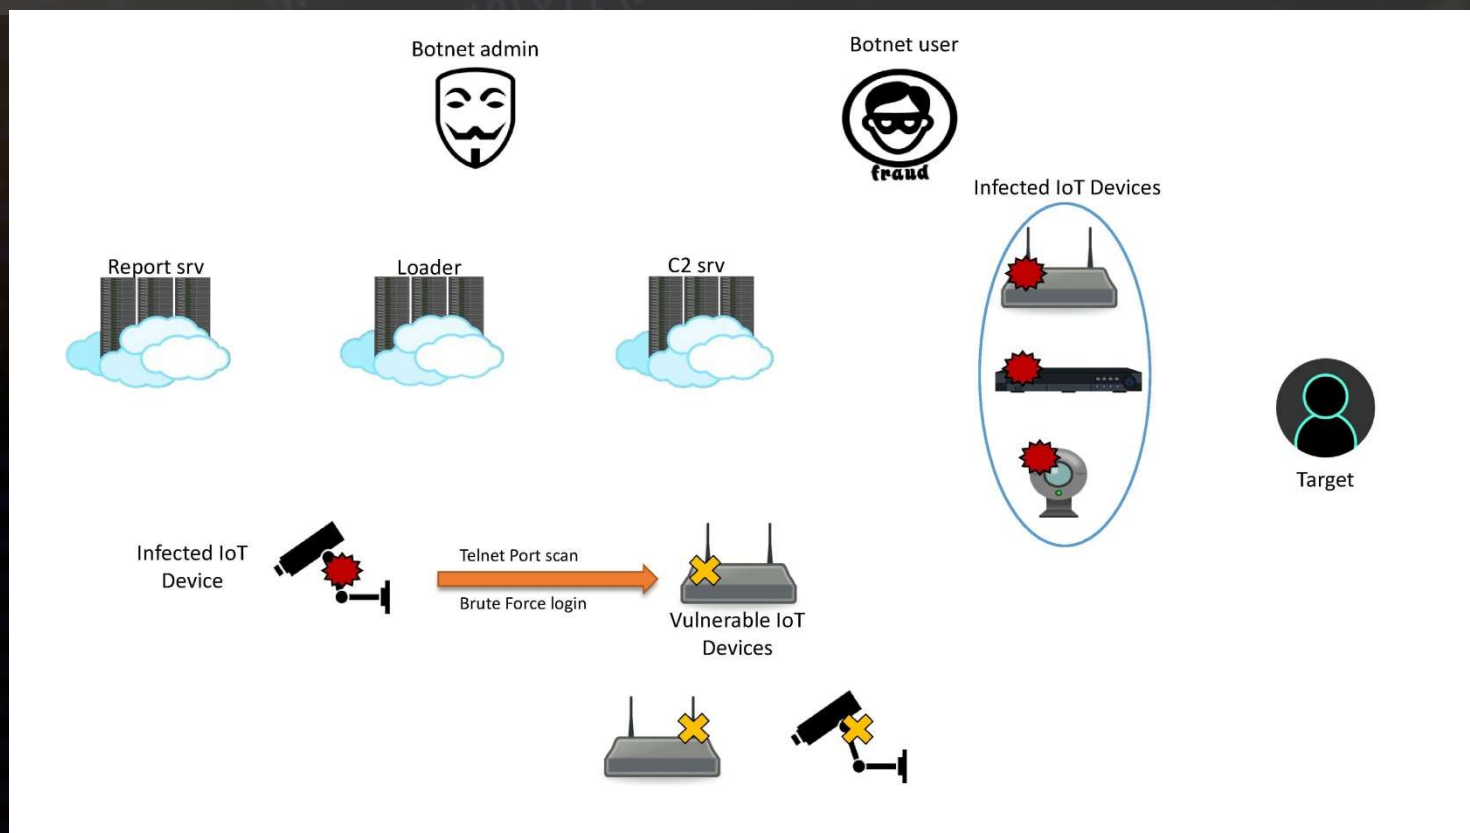 Botnet admin
Botnet user
fraud
Infected IoT Devices
Report srv
Loader
C2 srv
Target
Infected IoT
Device
Telnet Port scan
Brute Force login
Vulnerable IoT
Devices